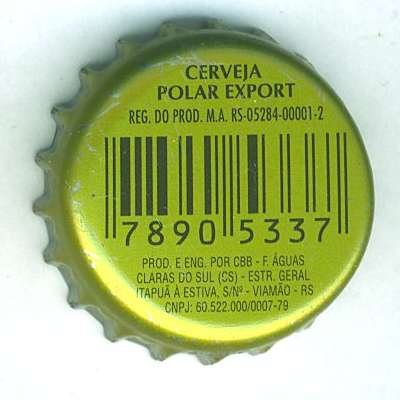 CERVEJA
POLAR EXPORT
REG. DO PROD. M.A. RS-05284-00001-2
7890 5337
PROD. E ENG. POR CBB - F. ÁGUAS
CLARAS DO SUL (CS) - ESTR. GERAL
ITAPUÃ À ESTIVA, S/Nº - VIAMÃO - RS
CNPJ: 60.522.000/0007-79